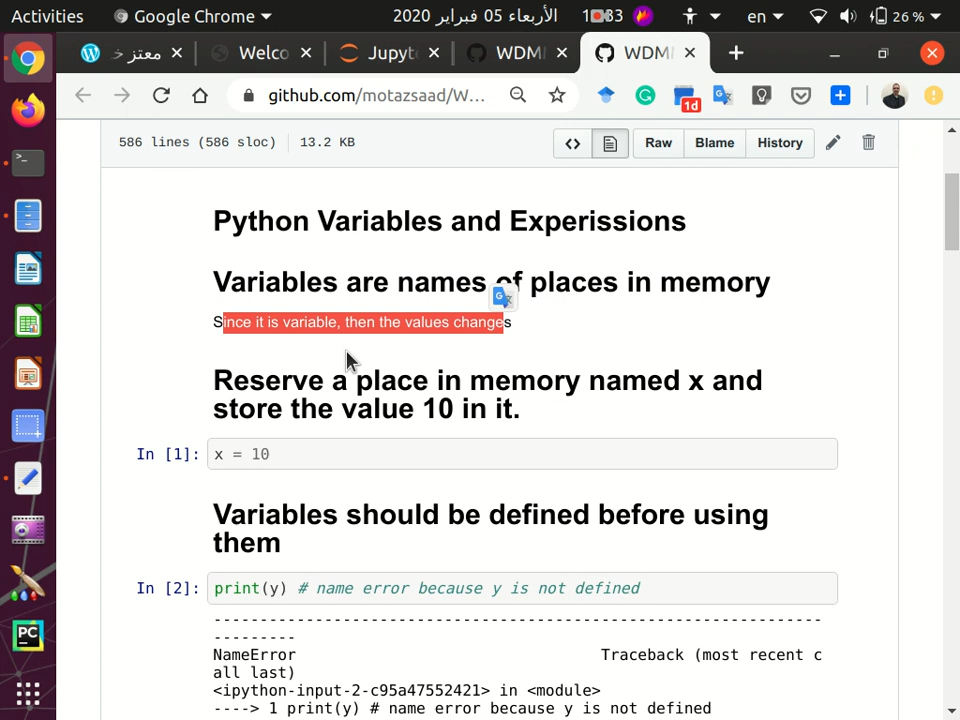 Activities
Google Chrome
الأربعاء 05 فبراير 2020
en
26 %
معتز خ
Welco
Jupyt
WDM
WDM
github.com/motazsaad/W...
1d
586 lines (586 sloc) 13.2 KB
<>
Raw Blame History
Python Variables and Experissions
Variables are names of places in memory
Since it is variable, then the values changes
Reserve a place in memory named x and
store the value 10 in it.
In [1]: x = 10
Variables should be defined before using
them
In [2]: print(y) # name error because y is not defined
---------------------------------------------------------------------------
NameError Traceback (most recent c
all last)
<ipython-input-2-c95a47552421> in <module>
----> 1 print(y) # name error because y is not defined
PC